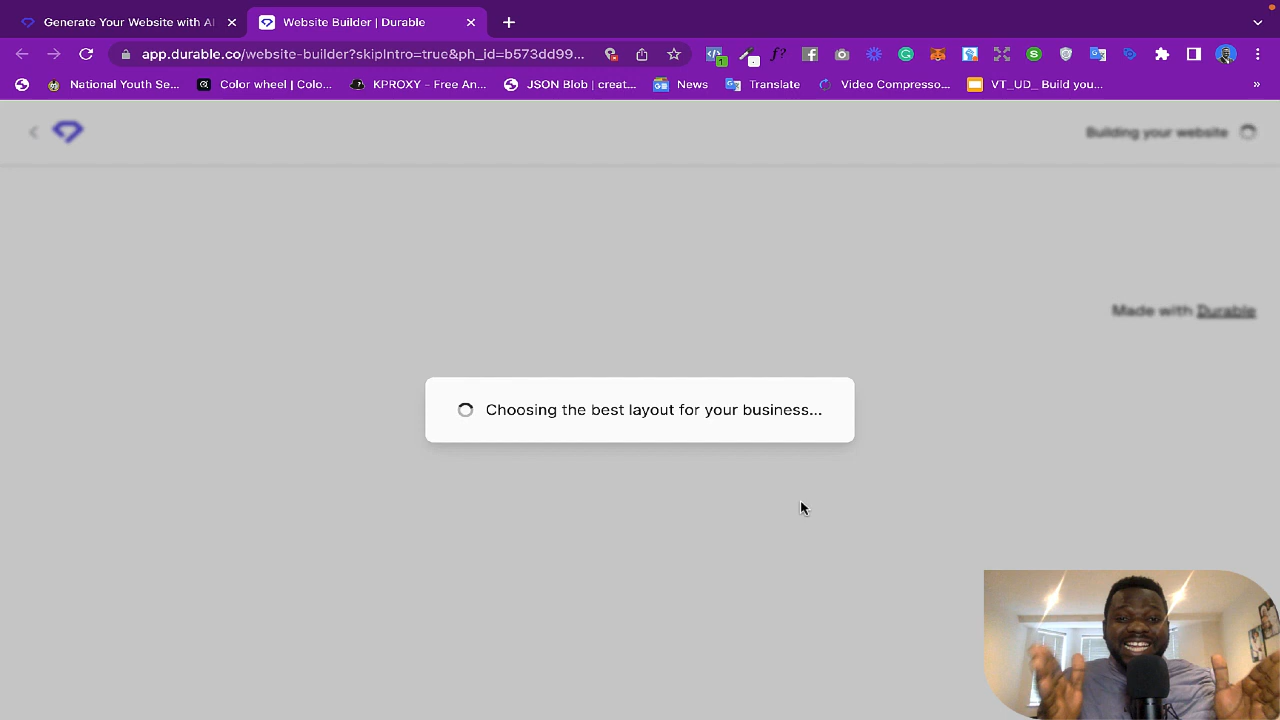 Generate Your Website with AI
Website Builder | Durable
app.durable.co/website-builder?skipIntro=true&ph_id=b573dd99...
f?
1
S
National Youth Se...
Color wheel | Colo...
KPROXY - Free An...
JSON Blob | creat...
News
Translate
Video Compresso...
VT_UD_ Build you...
»
Building your website
Made with Durable
Choosing the best layout for your business...